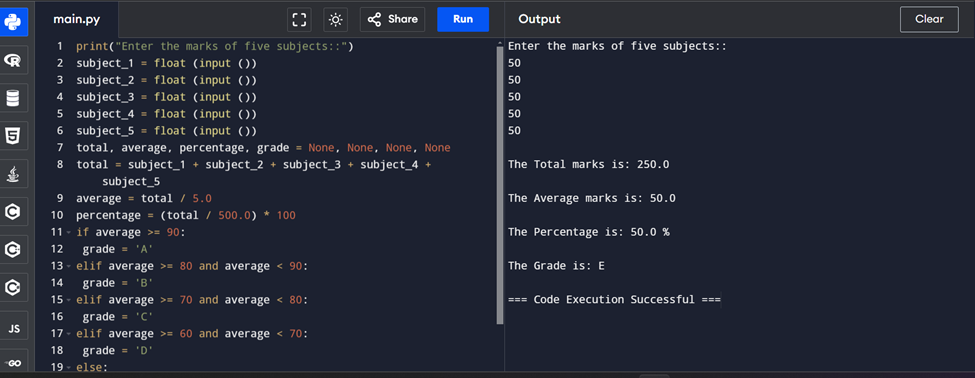 main.py
Share
Run
Output
Clear
1 print("Enter the marks of five subjects::")
2 subject_1 = float (input ())
3 subject_2 = float (input ())
4 subject_3 = float (input ())
5 subject_4 = float (input ())
6 subject_5 = float (input ())
7 total, average, percentage, grade = None, None, None, None
8 total = subject_1 + subject_2 + subject_3 + subject_4 +
subject_5
9 average = total / 5.0
10 percentage = (total / 500.0) * 100
11 if average >= 90:
12 grade = 'A'
13 elif average >= 80 and average < 90:
14 grade = 'B'
15 elif average >= 70 and average < 80:
16 grade = 'C'
17 elif average >= 60 and average < 70:
18 grade = 'D'
19 else:
Enter the marks of five subjects::
50
50
50
50
50
The Total marks is: 250.0
The Average marks is: 50.0
The Percentage is: 50.0 %
The Grade is: E
=== Code Execution Successful ===
R
5
C
C
C
JS
GO